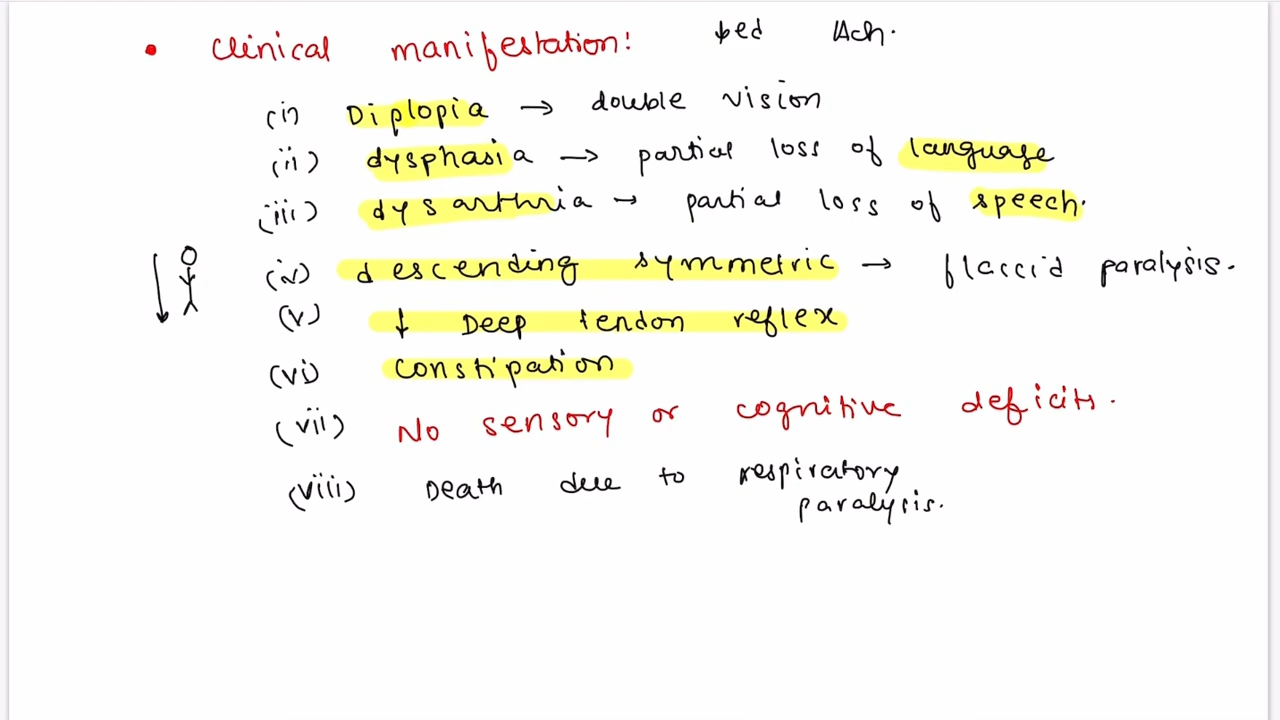 • Clinical manifestation: ↓ed Ach.
(i) Diplopia → double vision
(ii) dysphasia → partial loss of language
(iii) dysarthria → partial loss of speech.
(iv) descending symmetric → flaccid paralysis.
(v) ↓ Deep tendon reflex
(vi) constipation
(vii) No sensory or cognitive deficits.
(viii) Death due to respiratory
paralysis.